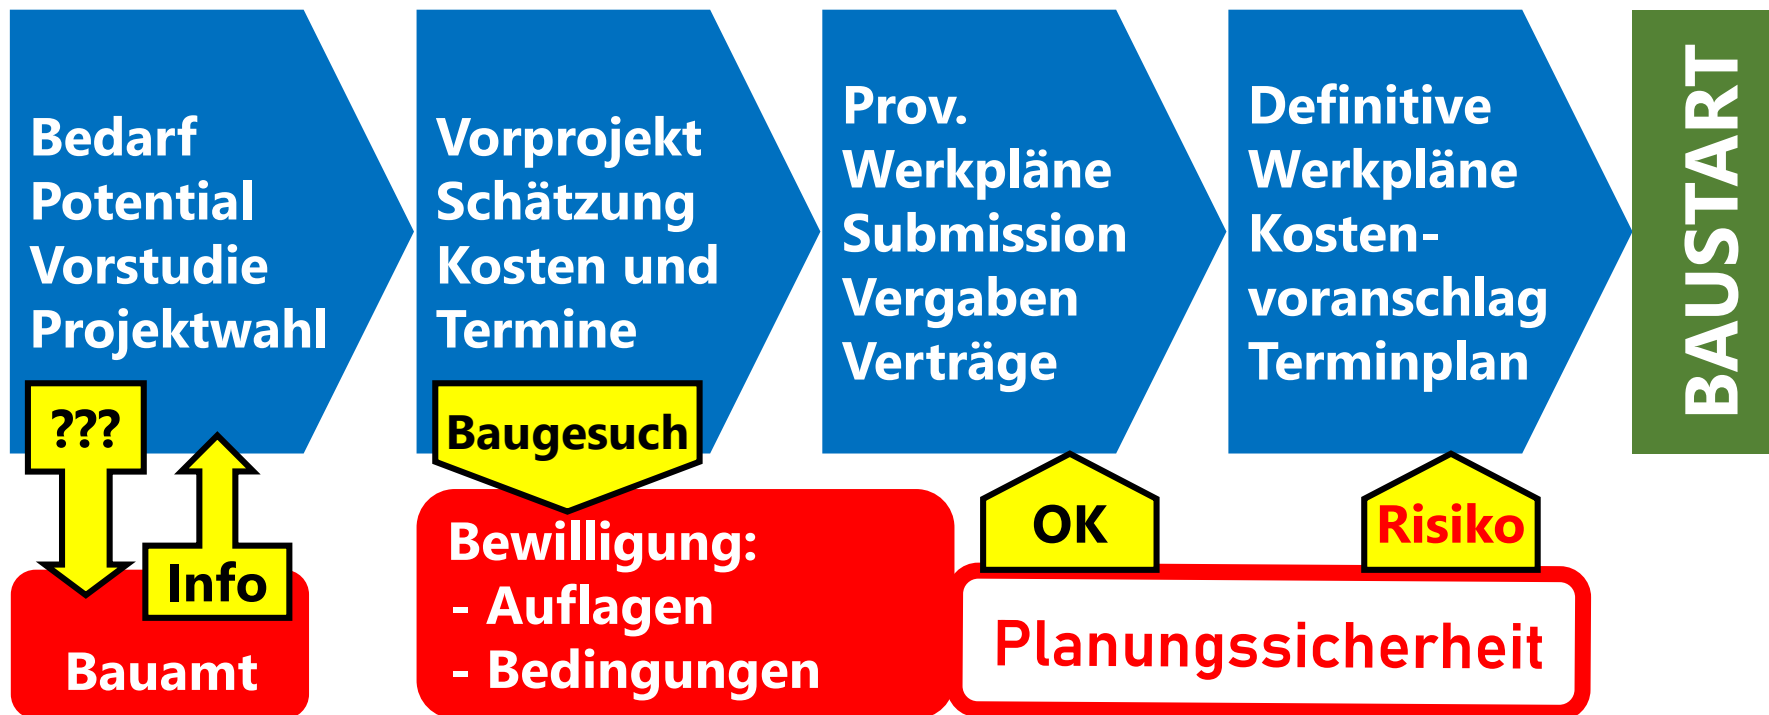 Bedarf
Potential
Vorstudie
Projektwahl
Vorprojekt
Schätzung
Kosten und
Termine
Prov.
Werkpläne
Submission
Vergaben
Verträge
Definitive
Werkpläne
Kosten-
voranschlag
Terminplan
BAUSTART
???
Info
Bauamt
Baugesuch
Bewilligung:
- Auflagen
- Bedingungen
OK
Risiko
Planungssicherheit